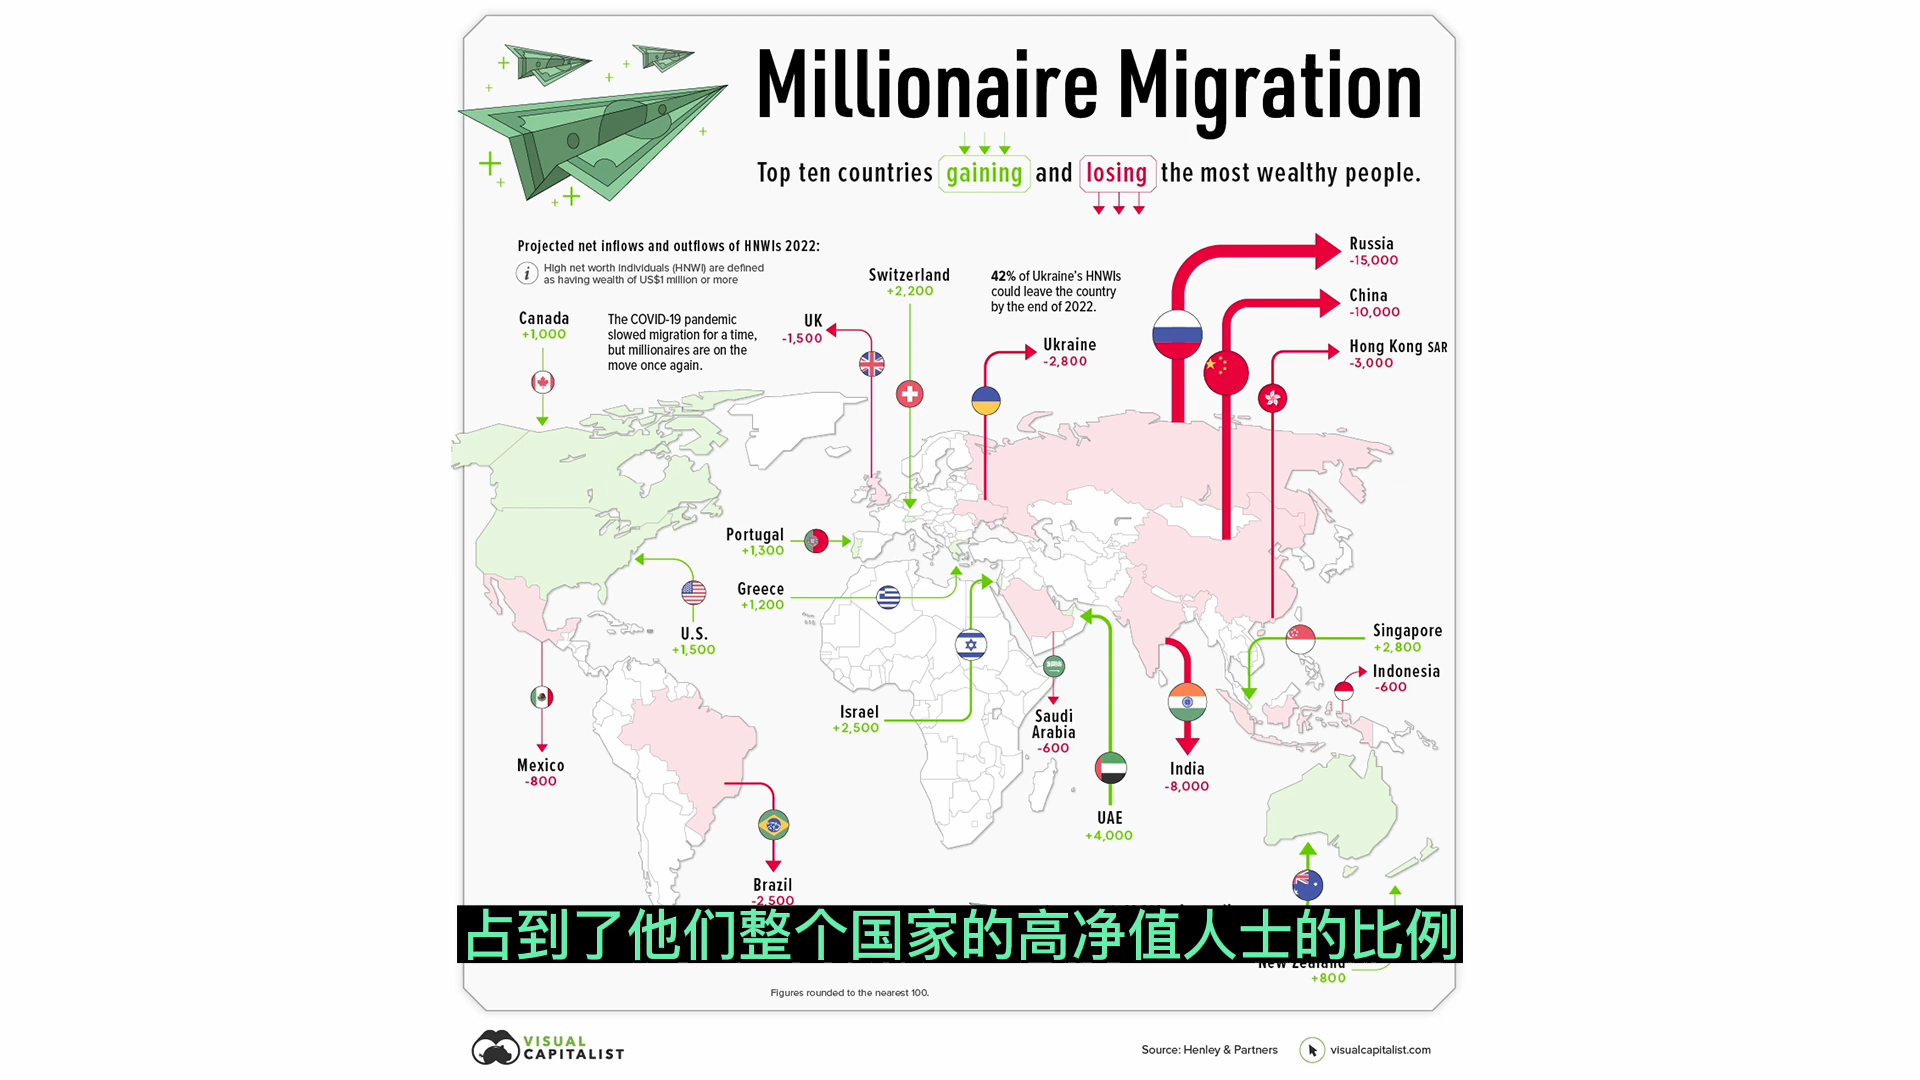 Millionaire Migration
Top ten countries gaining and losing the most wealthy people.
Projected net inflows and outflows of HNWIs 2022:
i
High net worth individuals (HNWI) are defined
as having wealth of US$1 million or more
Canada
+1,000
The COVID-19 pandemic
slowed migration for a time,
but millionaires are on the
move once again.
UK
-1,500
Switzerland
+2,200
42% of Ukraine's HNWIs
could leave the country
by the end of 2022.
Ukraine
-2,800
Russia
-15,000
China
-10,000
Hong Kong SAR
-3,000
Portugal
+1,300
Greece
+1,200
U.S.
+1,500
Israel
+2,500
Saudi
Arabia
-600
Singapore
+2,800
Indonesia
-600
Mexico
-800
India
-8,000
UAE
+4,000
Brazil
-2,500
占到了他们整个国家的高净值人士的比例
New Zealand
+800
Figures rounded to the nearest 100.
VISUAL
CAPITALIST
Source: Henley & Partners
visualcapitalist.com